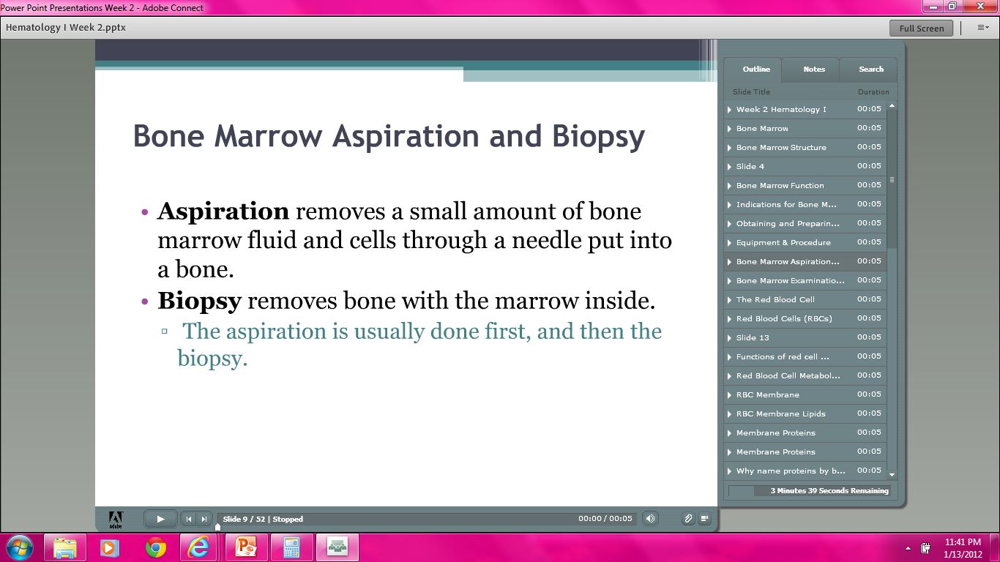 Power Point Presentations Week 2 - Adobe Connect
Hematology I Week 2.pptx
Full Screen
Bone Marrow Aspiration and Biopsy
• Aspiration removes a small amount of bone
marrow fluid and cells through a needle put into
a bone.
• Biopsy removes bone with the marrow inside.
▫ The aspiration is usually done first, and then the
biopsy.
Outline Notes Search
Slide Title Duration
Week 2 Hematology I 00:05
Bone Marrow 00:05
Bone Marrow Structure 00:05
Slide 4 00:05
Bone Marrow Function 00:05
Indications for Bone M... 00:05
Obtaining and Preparin... 00:05
Equipment & Procedure 00:05
Bone Marrow Aspiration... 00:05
Bone Marrow Examinatio... 00:05
The Red Blood Cell 00:05
Red Blood Cells (RBCs) 00:05
Slide 13 00:05
Functions of red cell ... 00:05
Red Blood Cell Metabol... 00:05
RBC Membrane 00:05
RBC Membrane Lipids 00:05
Membrane Proteins 00:05
Membrane Proteins 00:05
Why name proteins by b... 00:05
3 Minutes 39 Seconds Remaining
Adobe
Slide 9 / 52 | Stopped 00:00 / 00:05
11:41 PM
1/13/2012